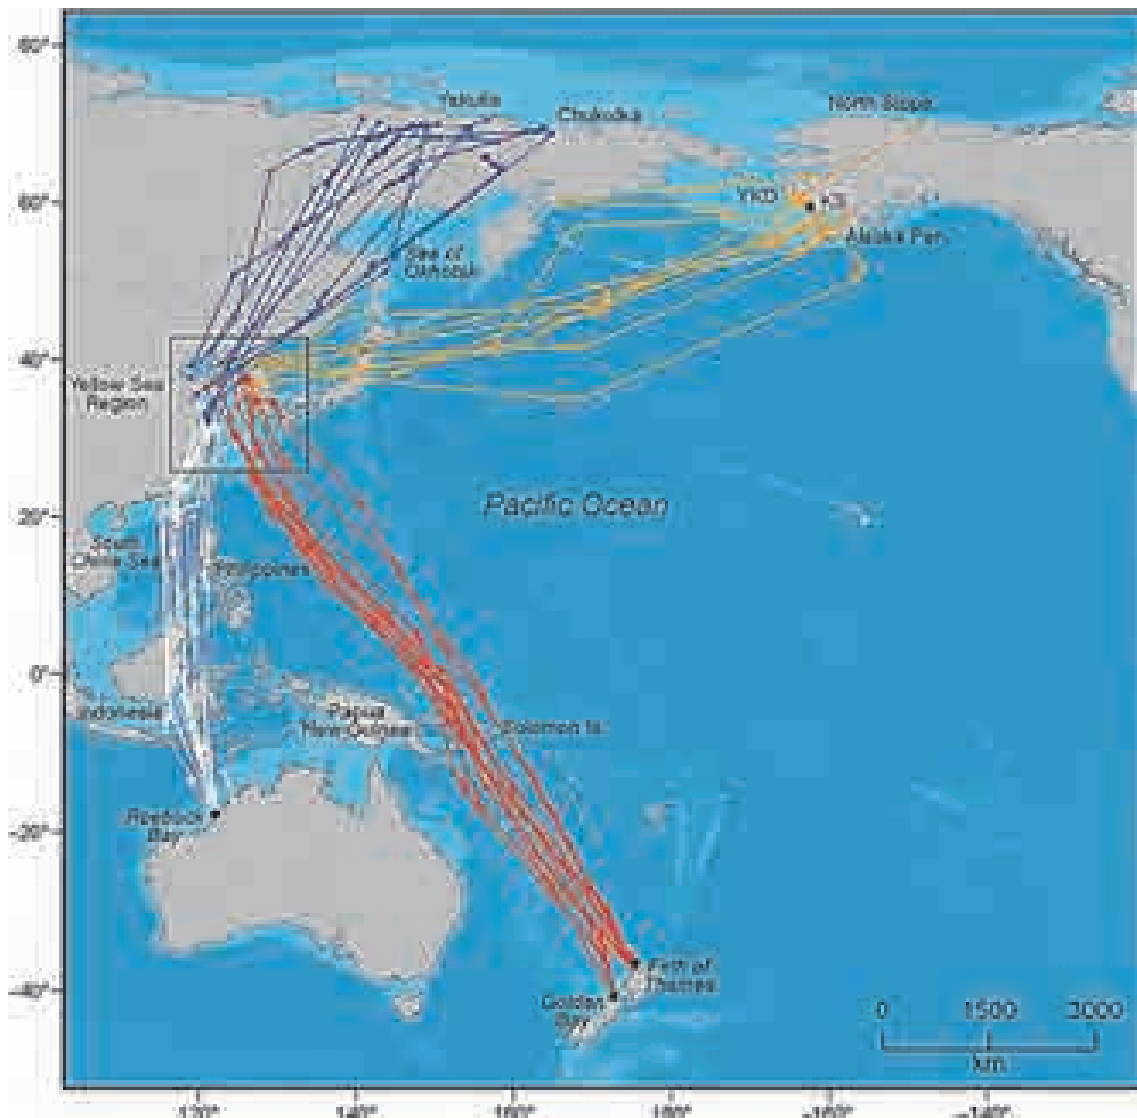 80°
Yakutia
Chukotka
North Slope
60°
YKD
KS
Alaska Pen.
Sea of
Okhotsk
40°
Yellow Sea
Region
20°
Pacific Ocean
South
China Sea
Philippines
0°
Indonesia
Papua
New Guinea
Solomon Is.
Roebuck
Bay
-20°
-40°
Firth of
Thames
Golden
Bay
0 1500 3000
km
120° 140° 160° 180° -160° -140°